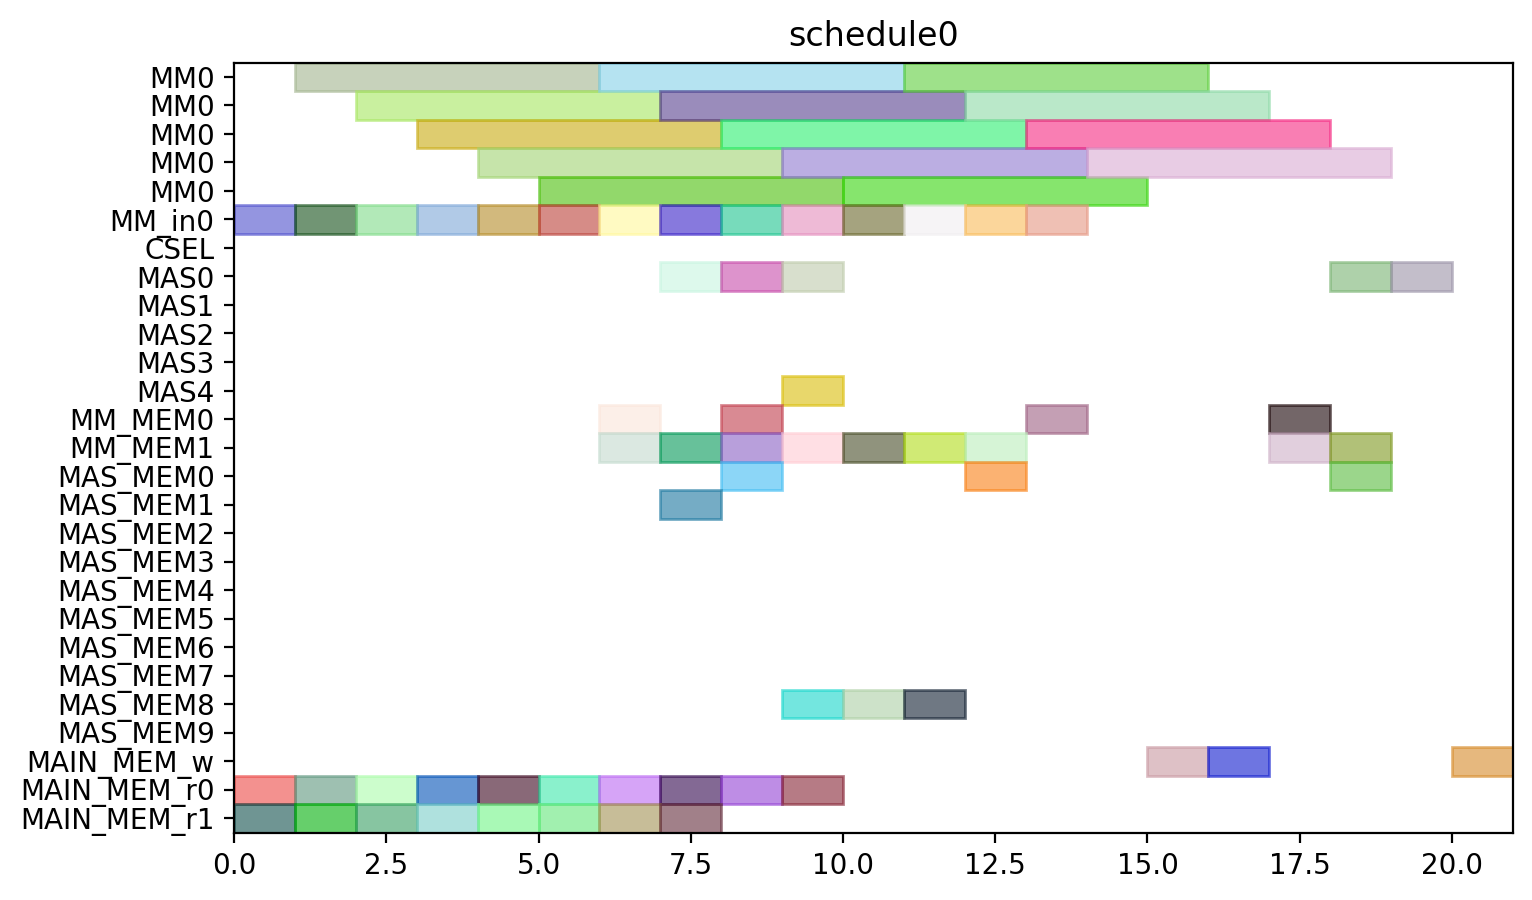 schedule0
MM0
MM0
MM0
MM0
MM0
MM_in0
CSEL
MAS0
MAS1
MAS2
MAS3
MAS4
MM_MEM0
MM_MEM1
MAS_MEM0
MAS_MEM1
MAS_MEM2
MAS_MEM3
MAS_MEM4
MAS_MEM5
MAS_MEM6
MAS_MEM7
MAS_MEM8
MAS_MEM9
MAIN_MEM_w
MAIN_MEM_r0
MAIN_MEM_r1
0.0 2.5 5.0 7.5 10.0 12.5 15.0 17.5 20.0